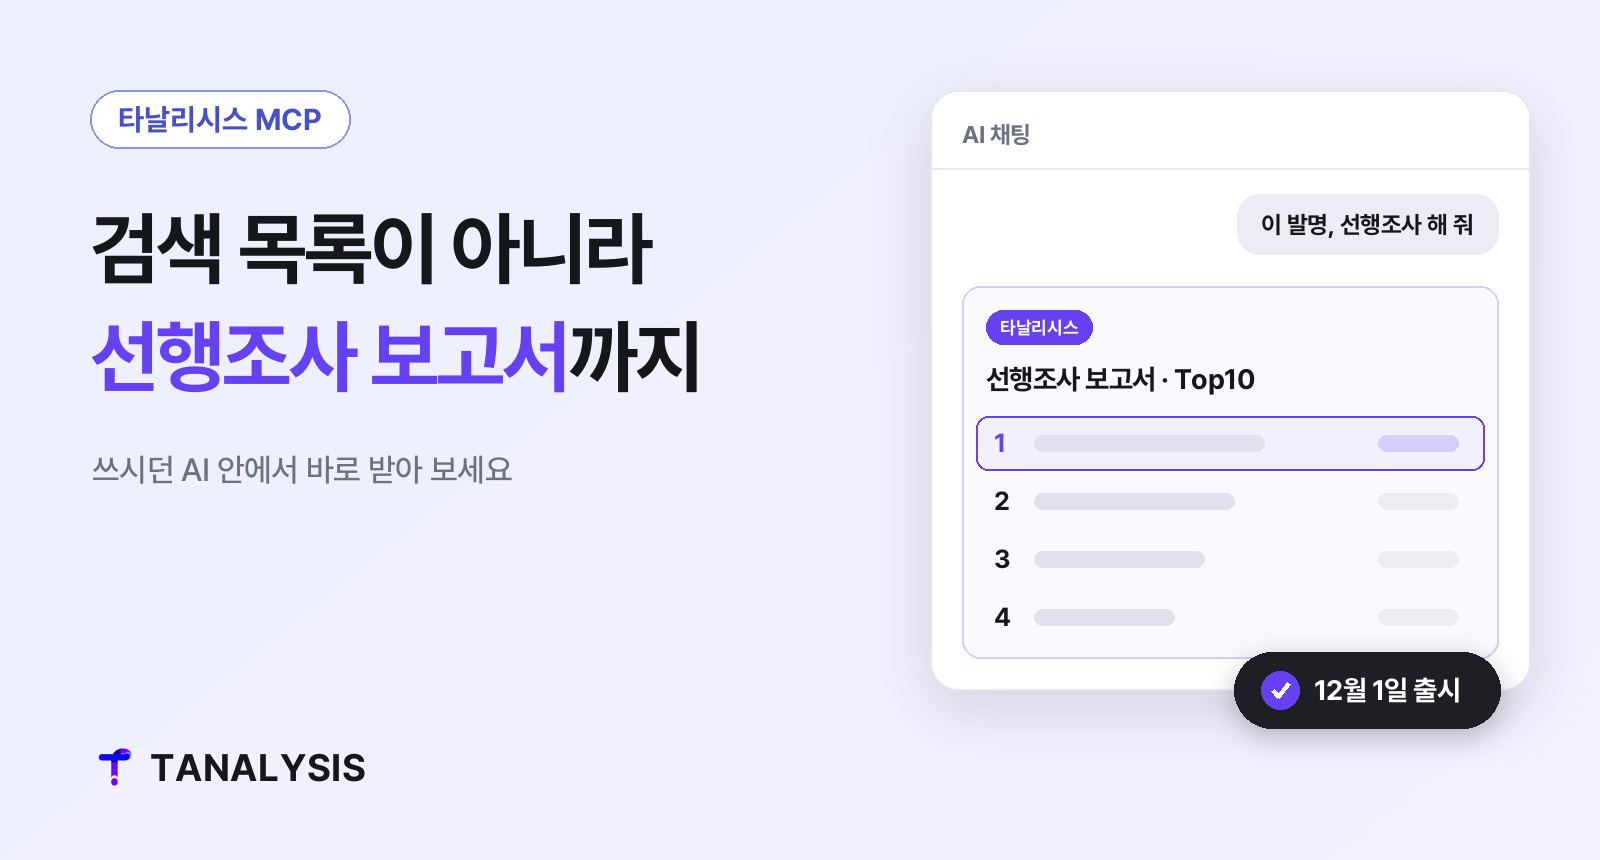 타날리시스 MCP
검색 목록이 아니라
선행조사 보고서까지
쓰시던 AI 안에서 바로 받아 보세요
TANALYSIS
AI 채팅
이 발명, 선행조사 해 줘
타날리시스
선행조사 보고서 · Top10
1
2
3
4
12월 1일 출시